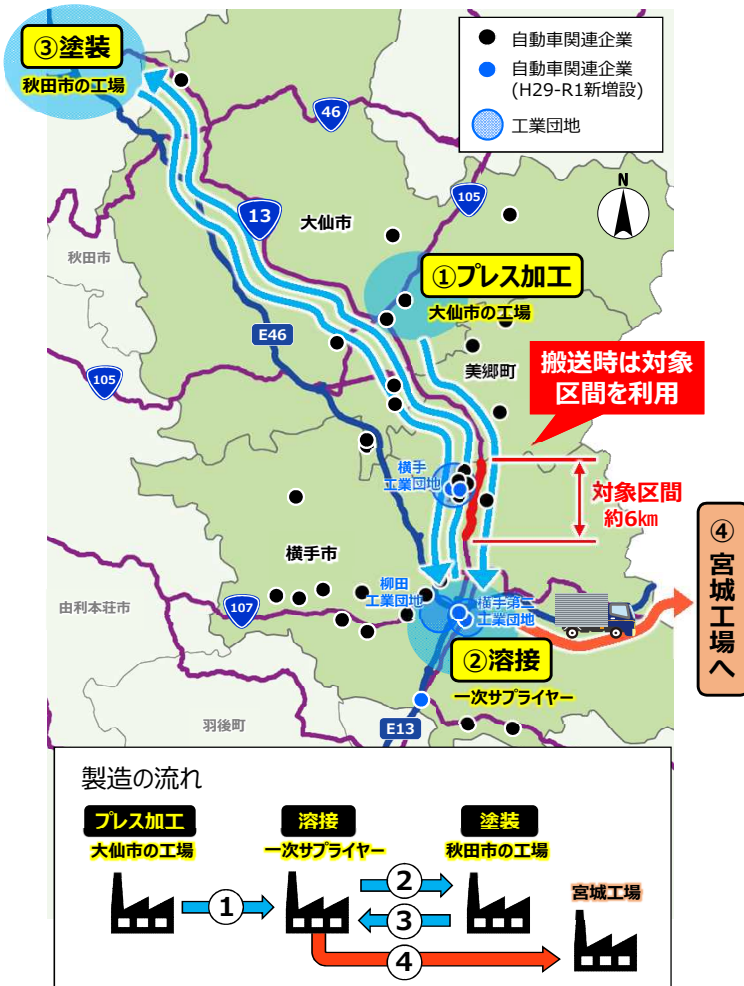 ③塗装
秋田市の工場
自動車関連企業
自動車関連企業
(H29-R1新増設)
工業団地
46
105
N
13
大仙市
秋田市
①プレス加工
大仙市の工場
E46
105
美郷町
搬送時は対象
区間を利用
横手
工業団地
対象区間
約6㎞
横手市
④宮城工場へ
柳田
工業団地
横手第二
工業団地
由利本荘市
107
②溶接
一次サプライヤー
羽後町
E13
製造の流れ
プレス加工
溶接
塗装
大仙市の工場
一次サプライヤー
秋田市の工場
宮城工場
1
2
3
4